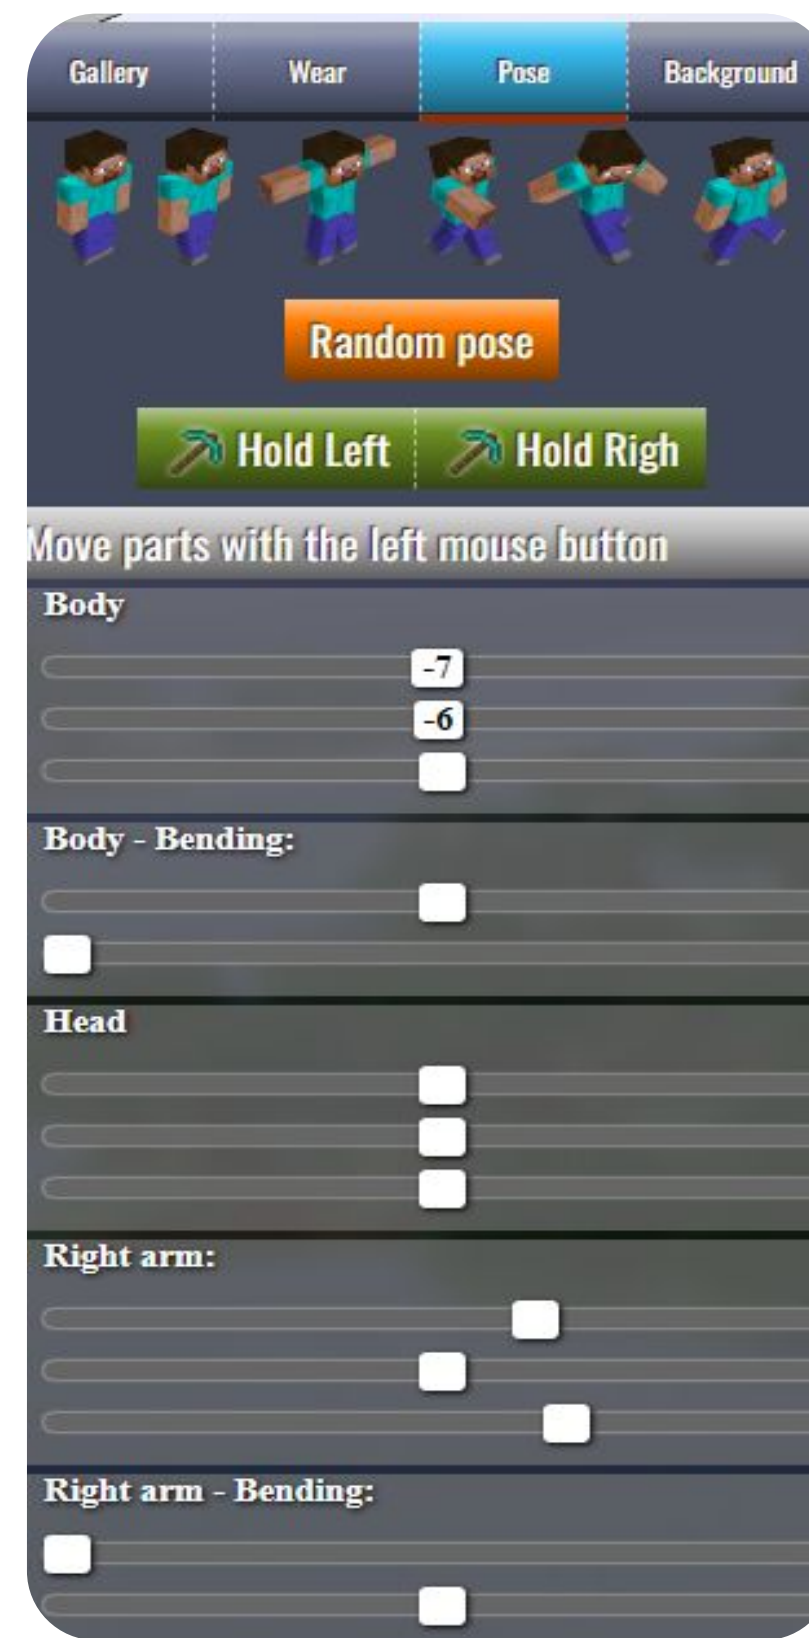 Gallery Wear Pose Background
Random pose
Hold Left Hold Righ
Move parts with the left mouse button
Body
-7
-6
Body - Bending:
Head
Right arm:
Right arm - Bending: